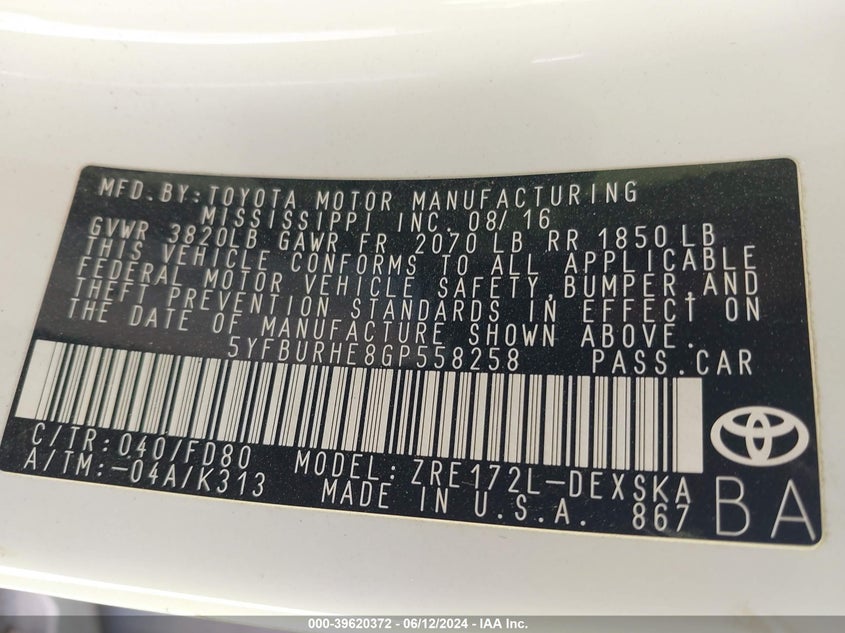 MFD.BY:TOYOTA MOTOR MANUFACTURING
MISSISSIPPI INC. 08/16
GVWR 3820LB GAWR FR 2070 LB RR 1850 LB
THIS VEHICLE CONFORMS TO ALL APPLICABLE
FEDERAL MOTOR VEHICLE SAFETY,BUMPER,AND
THEFT PREVENTION STANDARDS IN EFFECT ON
THE DATE OF MANUFACTURE SHOWN ABOVE.
5YFBURHE8GP558258 PASS.CAR
C/TR:040/FD80 MODEL:ZRE172L-DEXSKA
A/TM:-04A/K313 MADE IN U.S.A. 867 BA
000-39620372 - 06/12/2024 - IAA Inc.